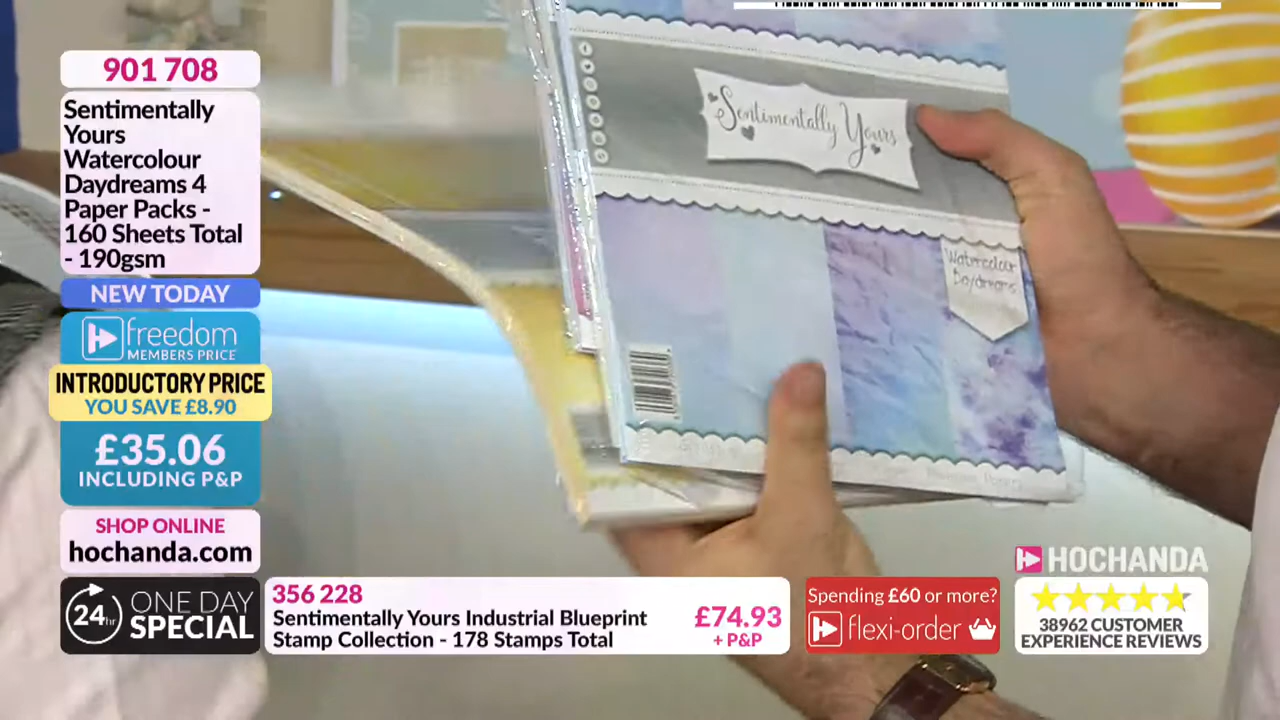 901 708
Sentimentally
Yours
Watercolour
Daydreams 4
Paper Packs -
160 Sheets Total
- 190gsm
NEW TODAY
freedom
MEMBERS PRICE
INTRODUCTORY PRICE
YOU SAVE £8.90
£35.06
INCLUDING P&P
SHOP ONLINE
hochanda.com
24hr
ONE DAY
SPECIAL
356 228
Sentimentally Yours Industrial Blueprint
Stamp Collection - 178 Stamps Total
£74.93
+ P&P
Spending £60 or more?
flexi-order
HOCHANDA
38962 CUSTOMER
EXPERIENCE REVIEWS
Sentimentally Yours
Watercolour
Daydreams